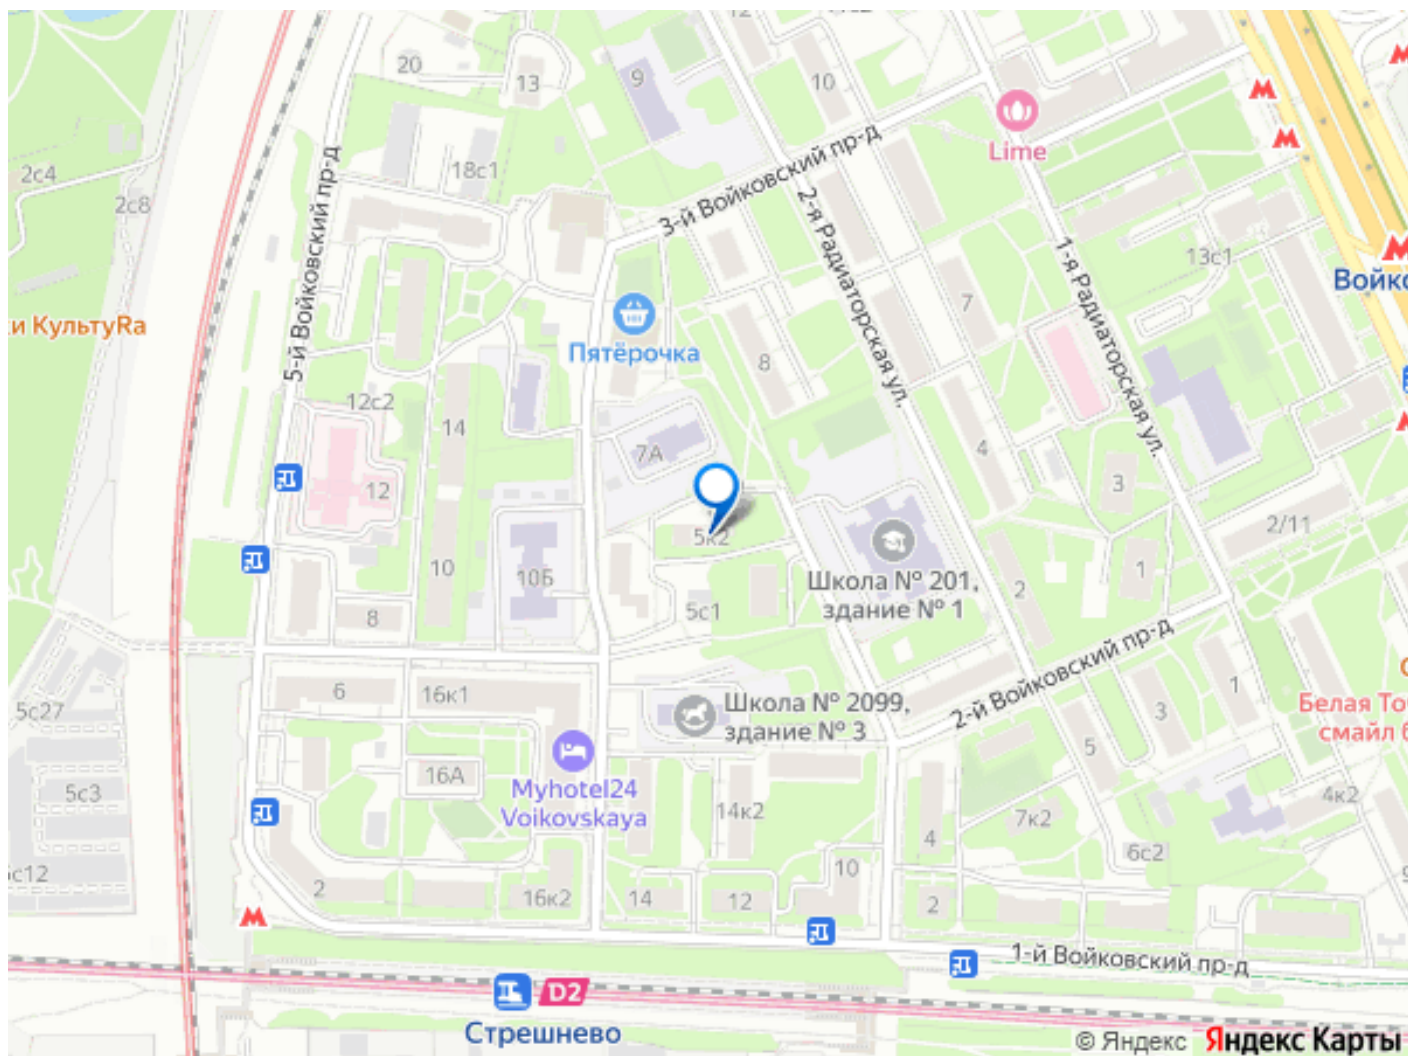 12
20
13
9
10
Lime
2с4
2с8
18с1
5-й Войковский пр-д
3-й Войковский пр-д
2-я Радиаторская ул.
1-я Радиаторская ул.
13с1
Войко
7
и КультуRa
Пятёрочка
8
12с2
14
7А
4
12
3
2/11
5к2
10
10Б
Школа № 201,
здание № 1
2
1
8
5с1
2-й Войковский пр-д
6
16к1
Школа № 2099,
здание № 3
1
3
5
Белая То
смайл б
5с27
16А
Myhotel24
Voikovskaya
5с3
14к2
4
7к2
4к2
6с2
с12
2
16к2
14
12
10
2
9
1-й Войковский пр-д
D2
Стрешнево
© Яндекс Яндекс Карты